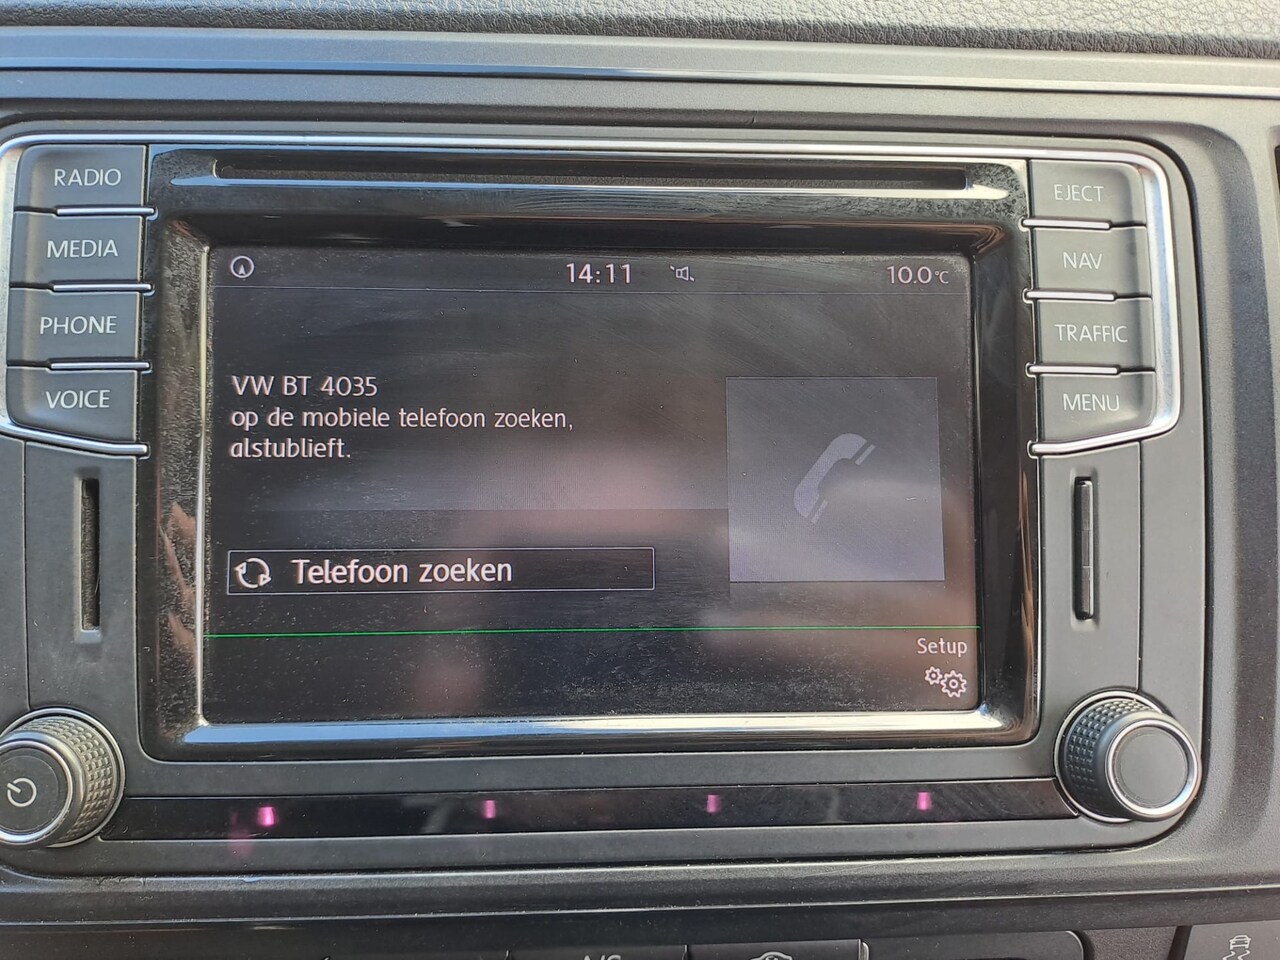 RADIO
MEDIA
PHONE
VOICE
EJECT
NAV
TRAFFIC
MENU
14:11
10.0°C
VW BT 4035
op de mobiele telefoon zoeken,
alstublieft.
Telefoon zoeken
Setup